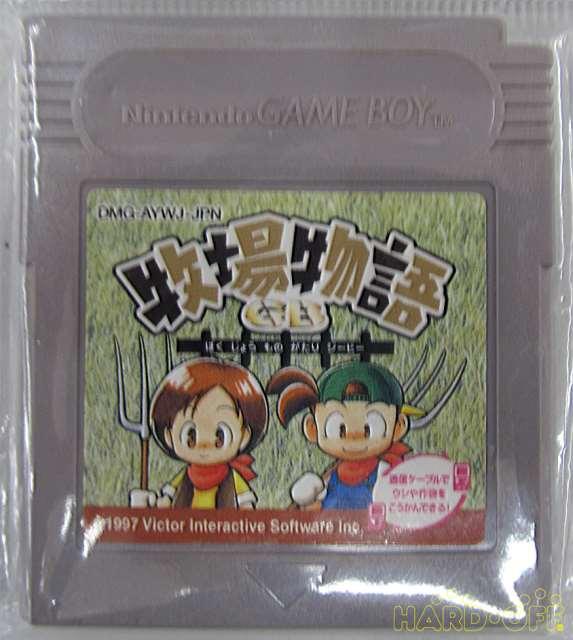 Nintendo GAME BOY™
DMG-AYWJ-JPN
牧場物語
GB
ぼくじょう ものがたり ジービー
通信ケーブルで
ウシや作物を
こうかんできる!
©1997 Victor Interactive Software Inc.
HARD・OFF